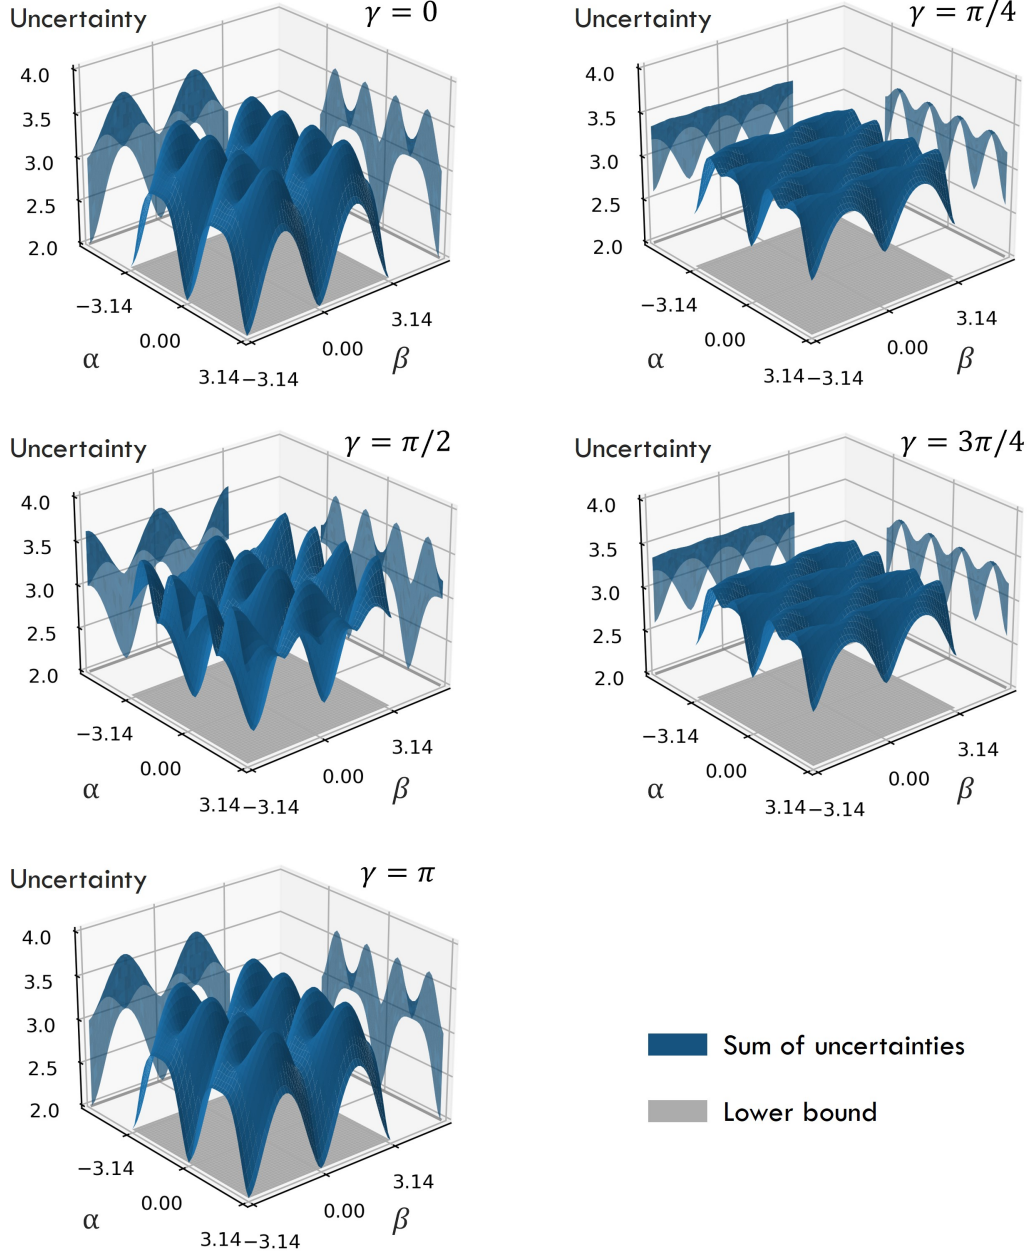 Uncertainty
γ = 0
4.0
3.5
3.0
2.5
2.0
−3.14
0.00
3.14
α
−3.14
0.00
3.14
β
Uncertainty
γ = π/4
4.0
3.5
3.0
2.5
2.0
−3.14
0.00
3.14
α
−3.14
0.00
3.14
β
Uncertainty
γ = π/2
4.0
3.5
3.0
2.5
2.0
−3.14
0.00
3.14
α
−3.14
0.00
3.14
β
Uncertainty
γ = 3π/4
4.0
3.5
3.0
2.5
2.0
−3.14
0.00
3.14
α
−3.14
0.00
3.14
β
Uncertainty
γ = π
4.0
3.5
3.0
2.5
2.0
−3.14
0.00
3.14
α
−3.14
0.00
3.14
β
Sum of uncertainties
Lower bound